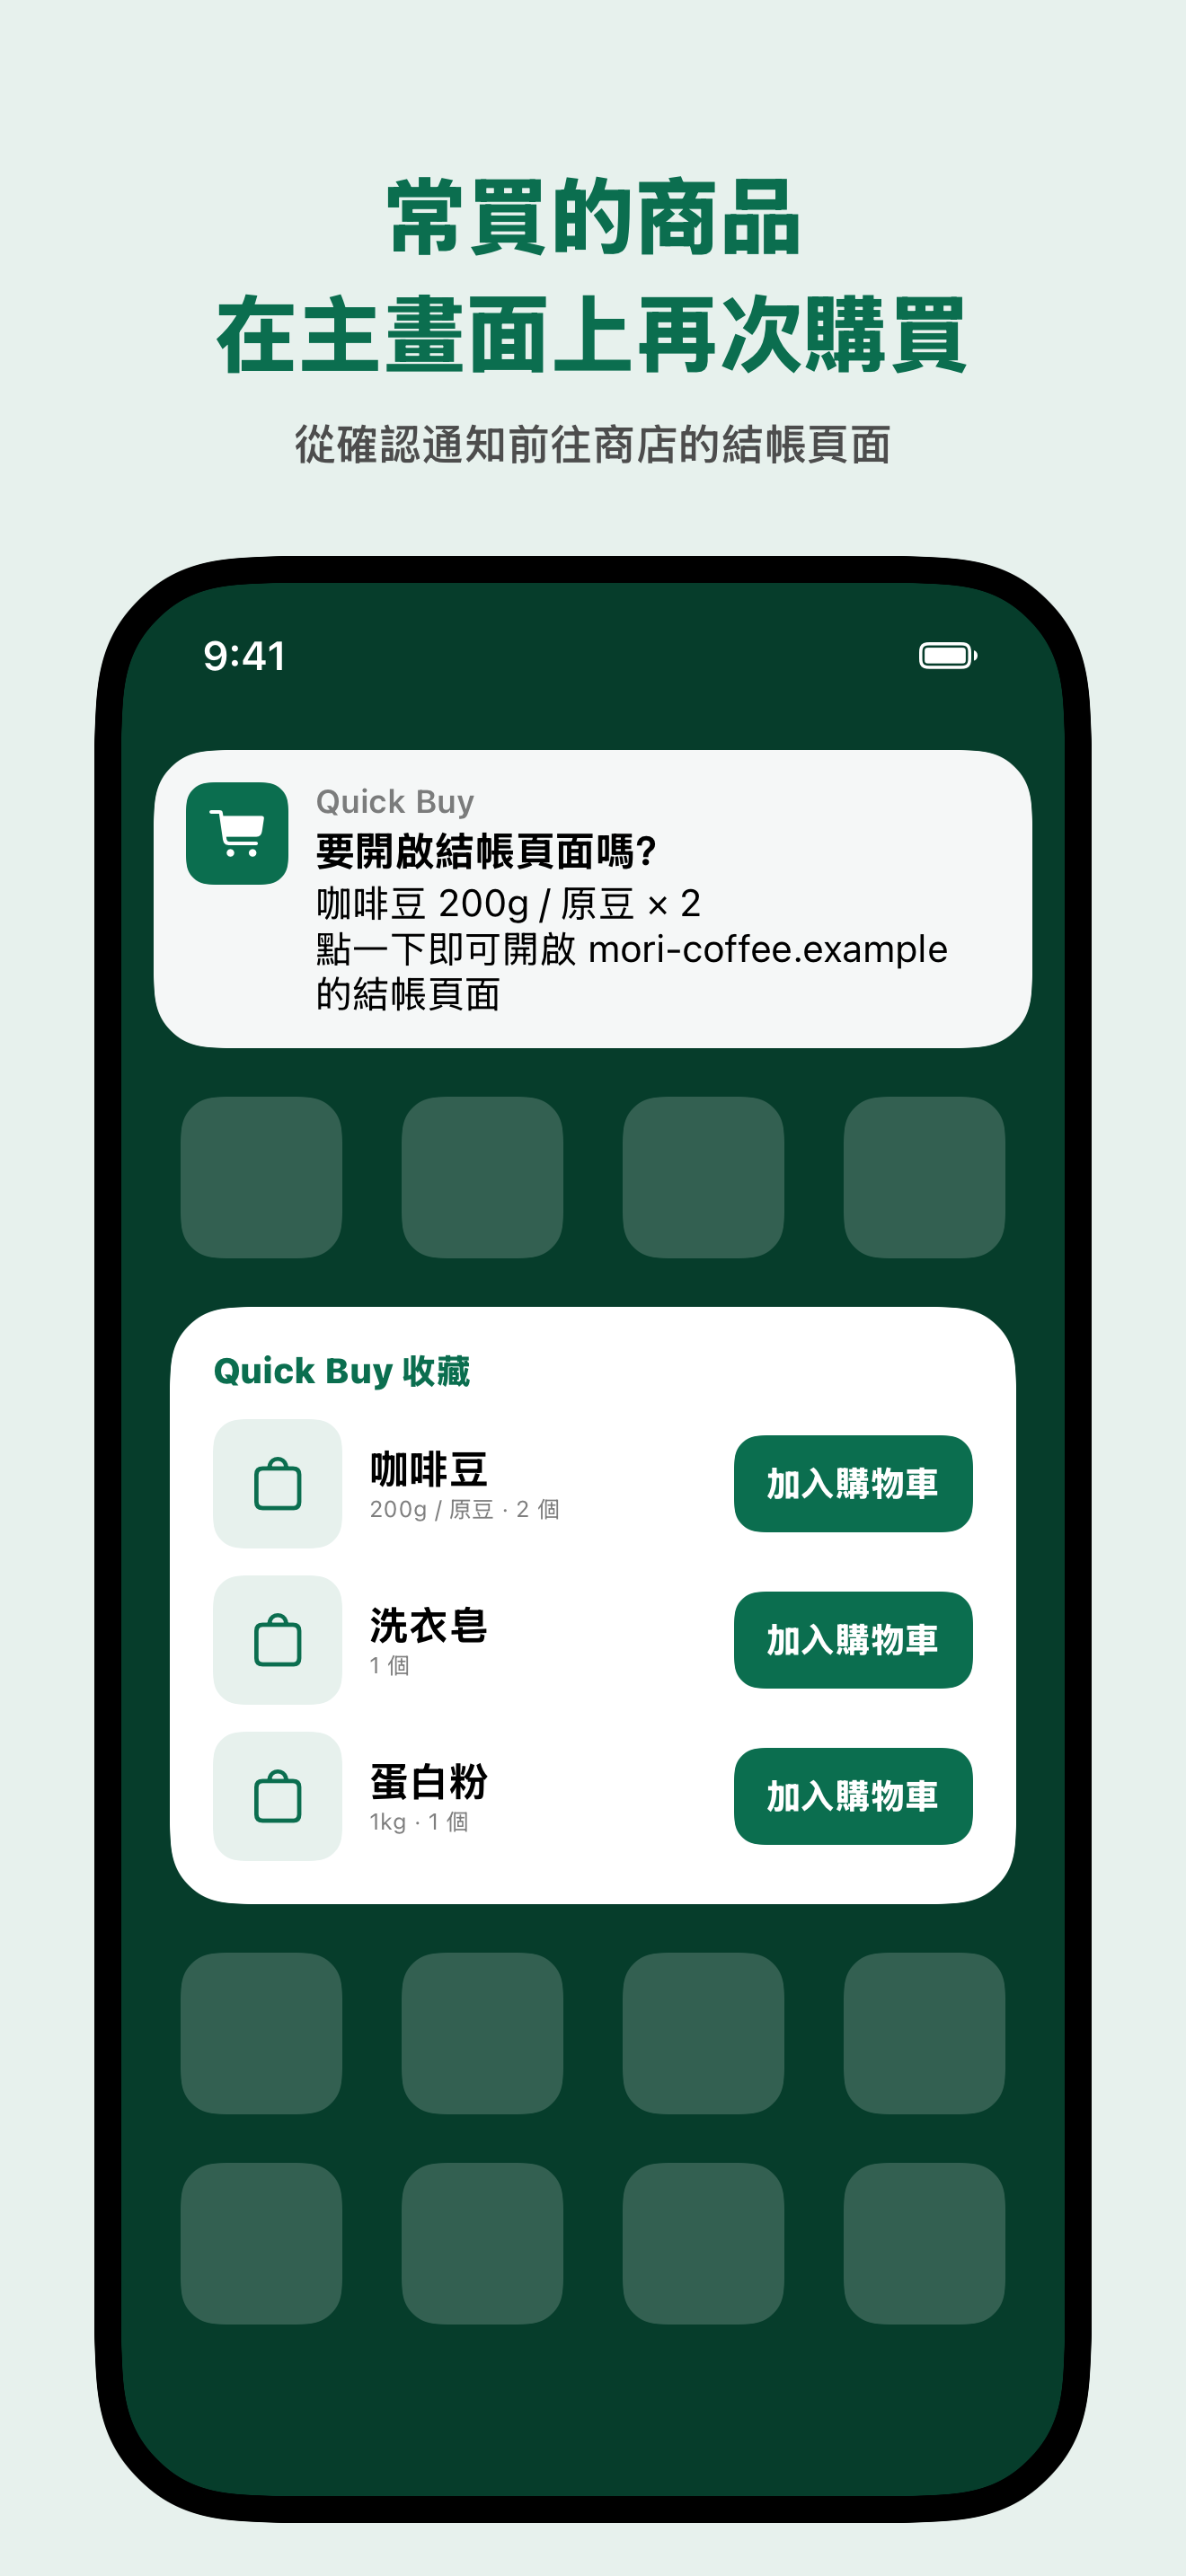 常買的商品
在主畫面上再次購買
從確認通知前往商店的結帳頁面
9:41
Quick Buy
要開啟結帳頁面嗎?
咖啡豆 200g / 原豆 × 2
點一下即可開啟 mori-coffee.example
的結帳頁面
Quick Buy 收藏
咖啡豆
200g / 原豆 · 2 個
加入購物車
洗衣皂
1 個
加入購物車
蛋白粉
1kg · 1 個
加入購物車